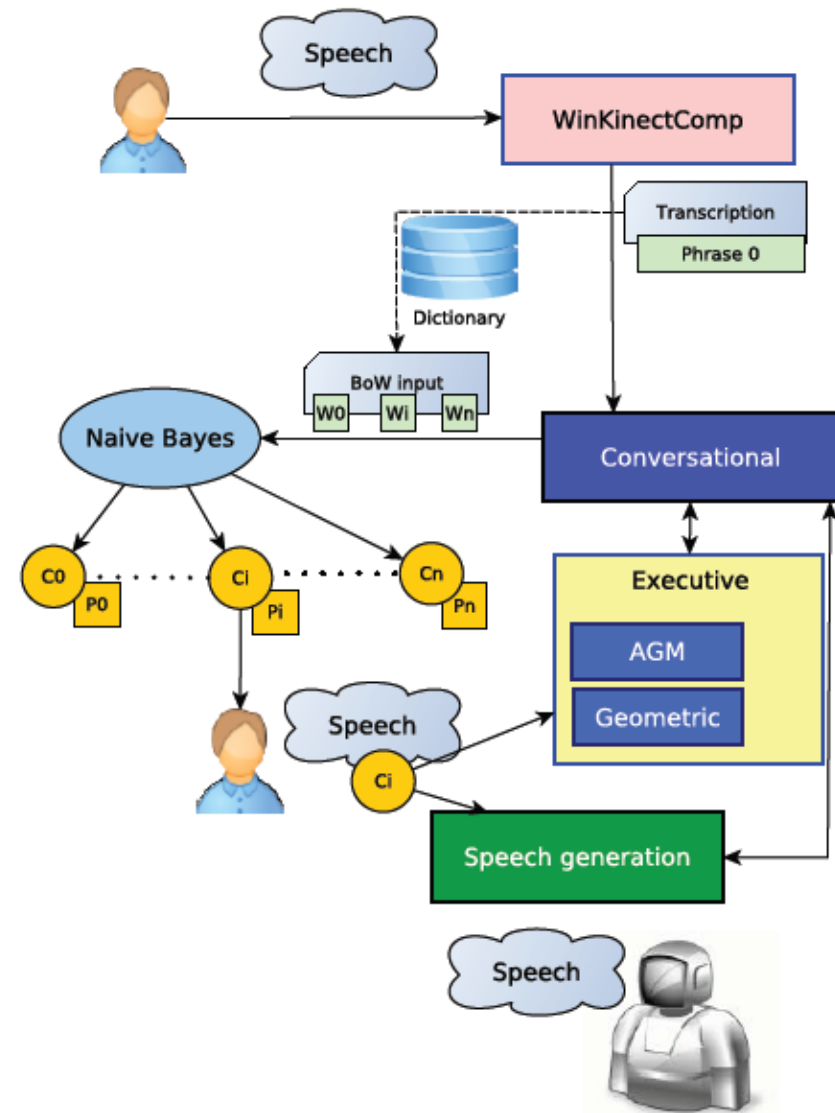 Speech
WinKinectComp
Transcription
Phrase 0
Dictionary
BoW input
W0 Wi Wn
Naive Bayes
Conversational
C0 Ci Cn
P0 Pi Pn
Executive
AGM
Geometric
Speech
Ci
Speech generation
Speech